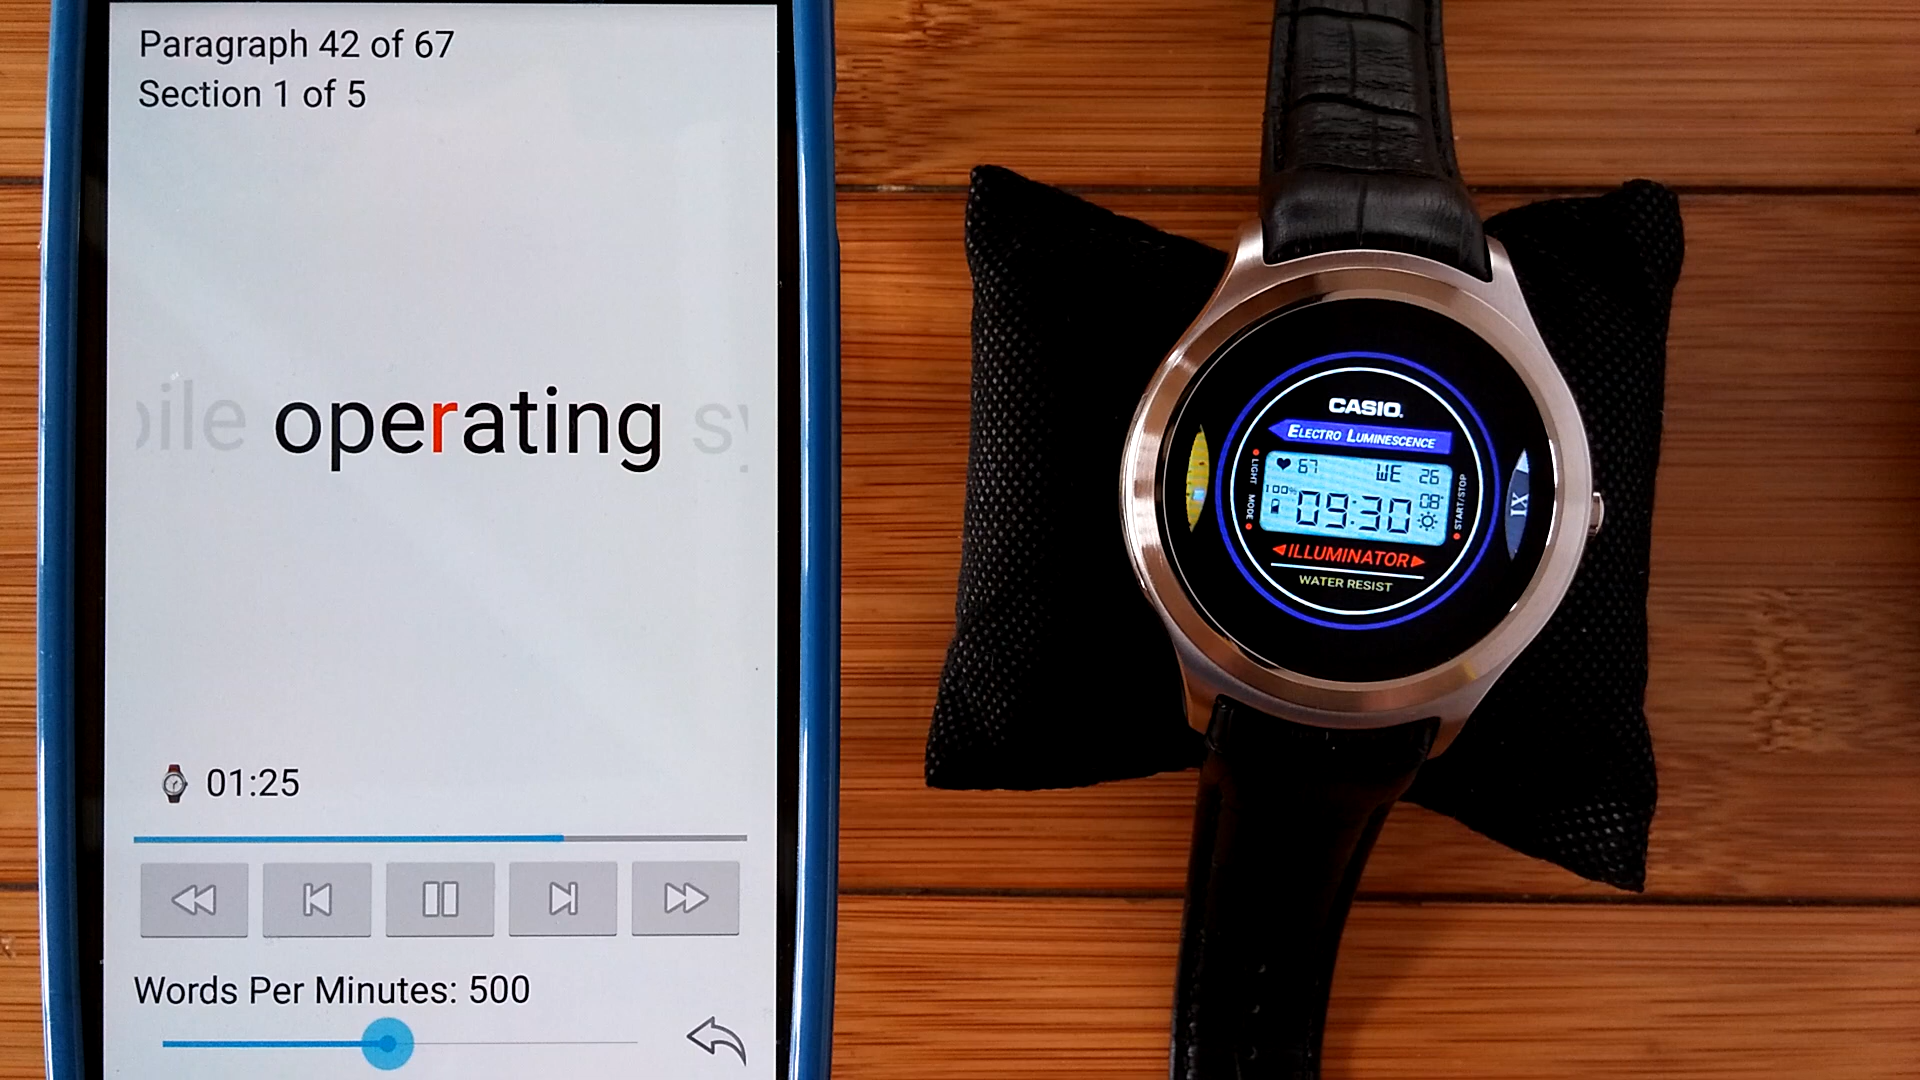 Paragraph 42 of 67
Section 1 of 5
operating
01:25
Words Per Minutes: 500
CASIO.
ELECTRO LUMINESCENCE
LIGHT
MODE
67 WE 26
100% 09:30 08
START/STOP
ILLUMINATOR
WATER RESIST
XI